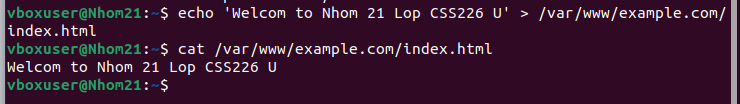 vboxuser@Nhom21:~$ echo 'Welcom to Nhom 21 Lop CSS226 U' > /var/www/example.com/
index.html
vboxuser@Nhom21:~$ cat /var/www/example.com/index.html
Welcom to Nhom 21 Lop CSS226 U
vboxuser@Nhom21:~$